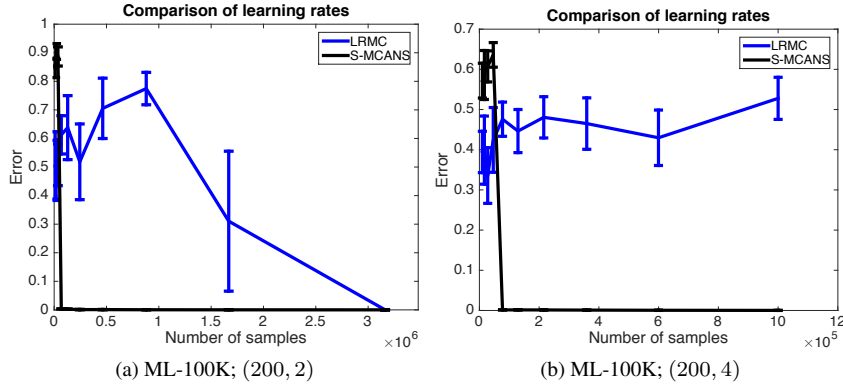 Comparison of learning rates
1
0.9
0.8
0.7
0.6
0.5
0.4
0.3
0.2
0.1
0
Error
LRMC
S-MCANS
0 0.5 1 1.5 2 2.5 3
Number of samples
×10^6
(a) ML-100K; (200, 2)
Comparison of learning rates
0.7
0.6
0.5
0.4
0.3
0.2
0.1
0
Error
LRMC
S-MCANS
0 2 4 6 8 10 12
Number of samples
×10^5
(b) ML-100K; (200, 4)